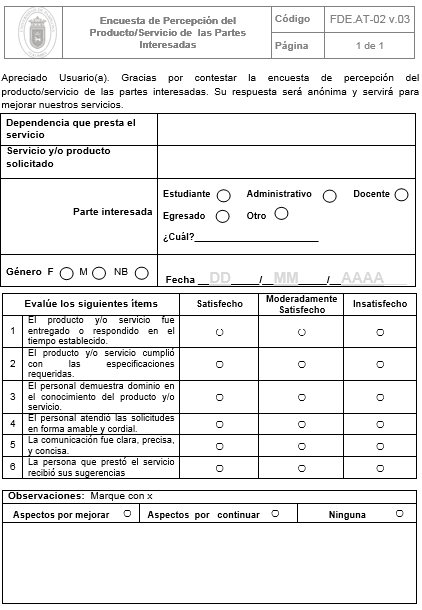 Encuesta de Percepción del
Producto/Servicio de las Partes
Interesadas
Código
FDE.AT-02 v.03
Página
1 de 1
Apreciado Usuario(a). Gracias por contestar la encuesta de percepción del
producto/servicio de las partes interesadas. Su respuesta será anónima y servirá para
mejorar nuestros servicios.
Dependencia que presta el
servicio
Servicio y/o producto
solicitado
Parte interesada
Estudiante Administrativo Docente
Egresado Otro
¿Cuál?_______________________
Género F M NB
Fecha __DD_____/__MM_____/__AAAA____
Evalúe los siguientes ítems
Satisfecho
Moderadamente
Satisfecho
Insatisfecho
1
El producto y/o servicio fue
entregado o respondido en el
tiempo establecido.
2
El producto y/o servicio cumplió
con las especificaciones
requeridas.
3
El personal demuestra dominio en
el conocimiento del producto y/o
servicio.
4
El personal atendió las solicitudes
en forma amable y cordial.
5
La comunicación fue clara, precisa,
y concisa.
6
La persona que prestó el servicio
recibió sus sugerencias
Observaciones: Marque con x
Aspectos por mejorar
Aspectos por continuar
Ninguna